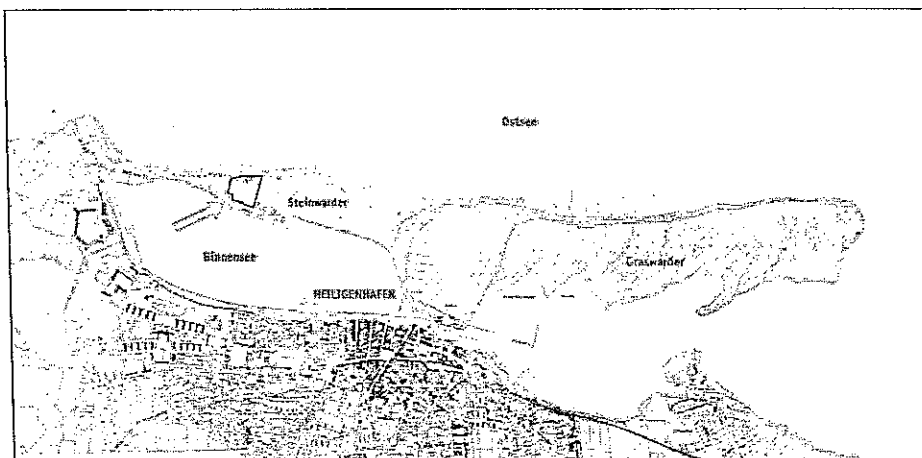 Ostsee
Steinwarder
Graswarder
Binnensee
HEILIGENHAFEN